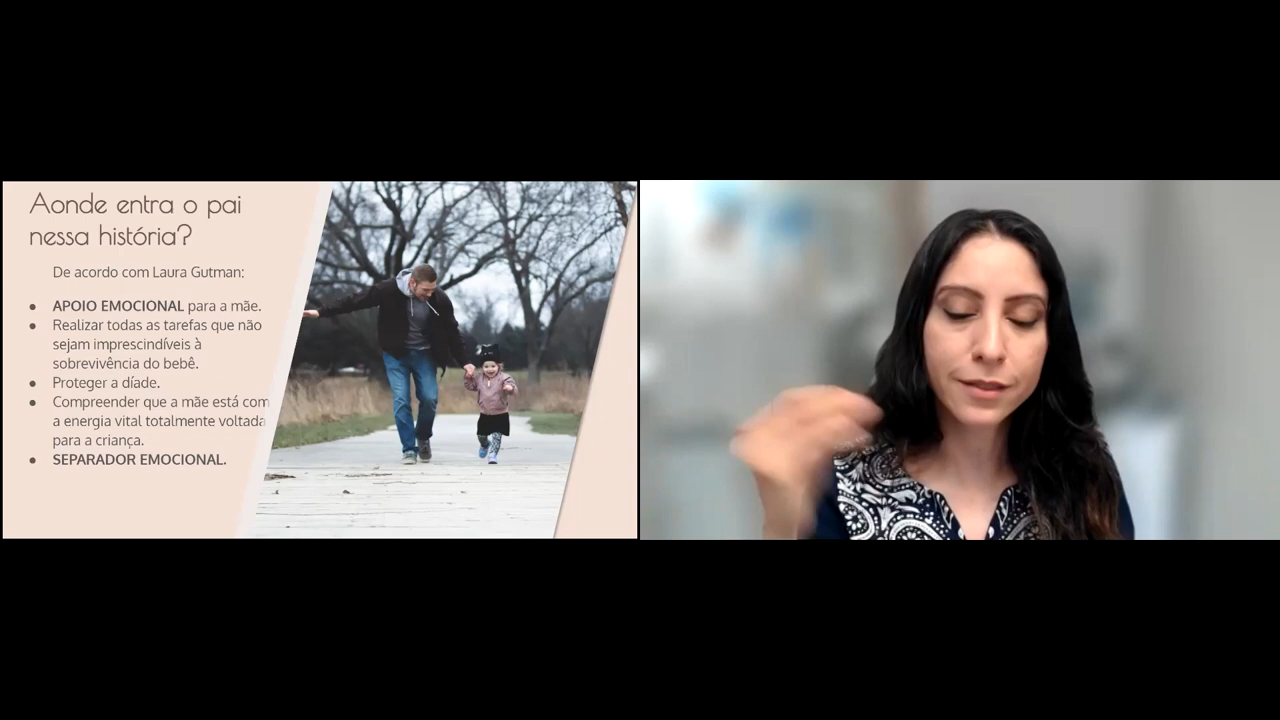 Aonde entra o pai
nessa história?
De acordo com Laura Gutman:
● APOIO EMOCIONAL para a mãe.
● Realizar todas as tarefas que não
sejam imprescindíveis à
sobrevivência do bebê.
● Proteger a díade.
● Compreender que a mãe está com
a energia vital totalmente voltada
para a criança.
● SEPARADOR EMOCIONAL.